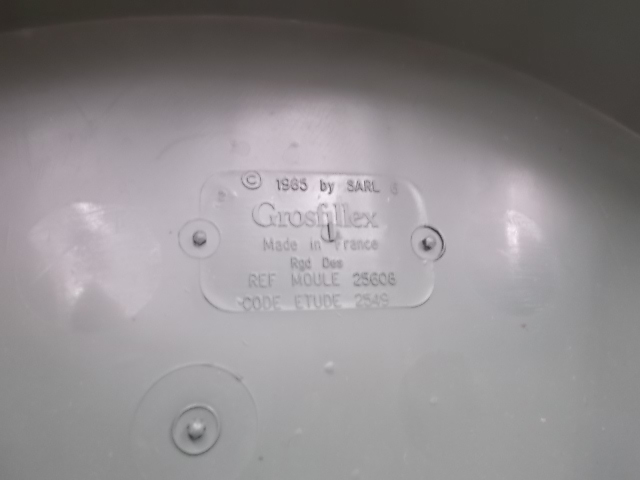 © 1985 by SARL G
Grosfillex
Made in France
Rgd Des
REF MOULE 25606
CODE ETUDE 2549